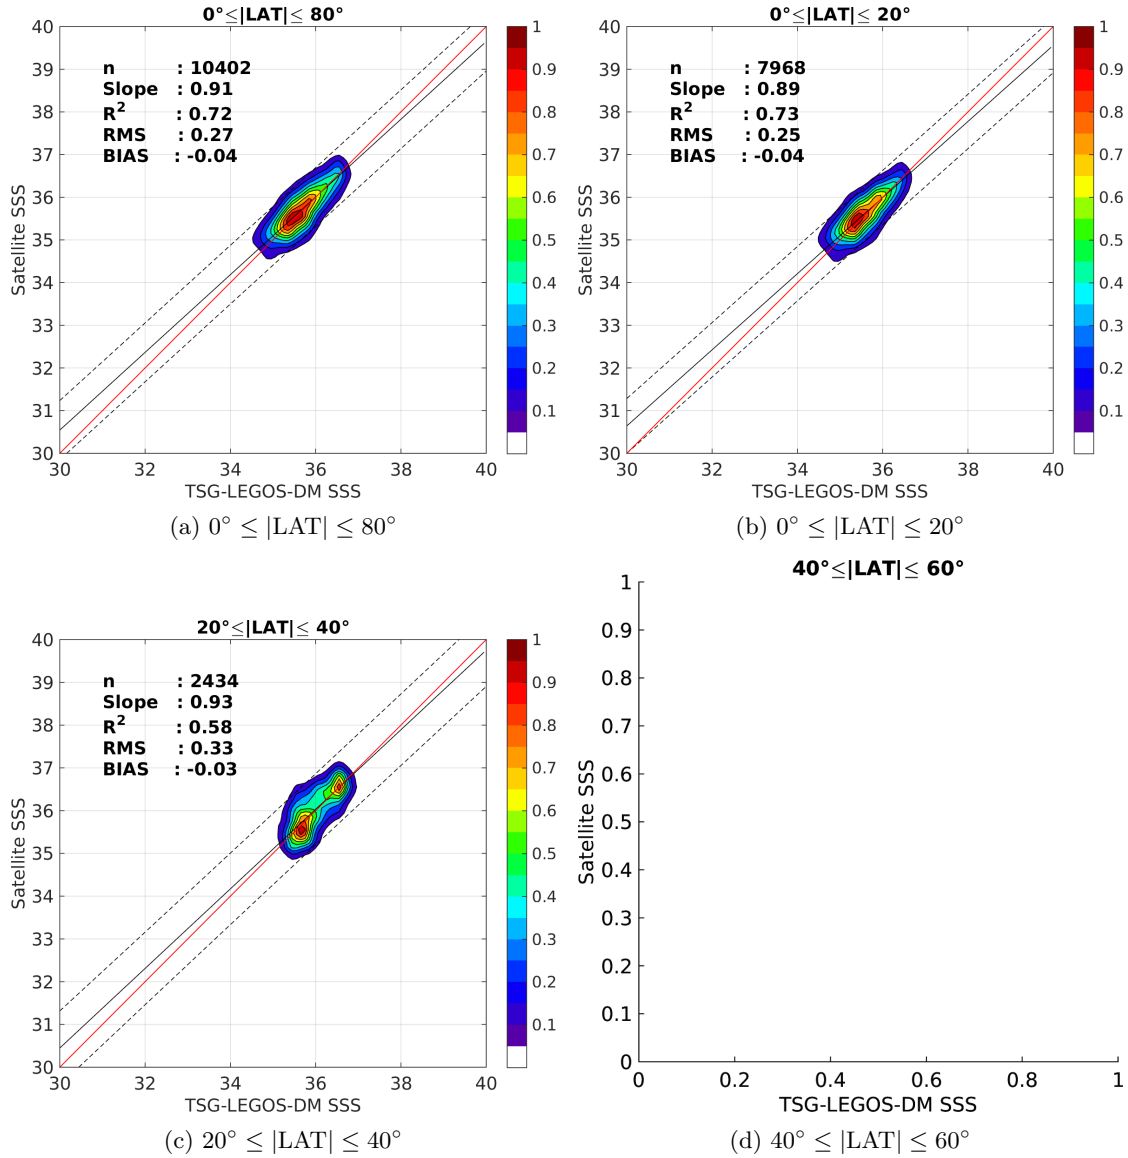 0°≤|LAT|≤ 80°
40
39
38
37
36
35
34
33
32
31
30
Satellite SSS
n : 10402
Slope : 0.91
R² : 0.72
RMS : 0.27
BIAS : -0.04
30 32 34 36 38 40
TSG-LEGOS-DM SSS
1
0.9
0.8
0.7
0.6
0.5
0.4
0.3
0.2
0.1
(a) 0° ≤ |LAT| ≤ 80°
0°≤|LAT|≤ 20°
40
39
38
37
36
35
34
33
32
31
30
Satellite SSS
n : 7968
Slope : 0.89
R² : 0.73
RMS : 0.25
BIAS : -0.04
30 32 34 36 38 40
TSG-LEGOS-DM SSS
1
0.9
0.8
0.7
0.6
0.5
0.4
0.3
0.2
0.1
(b) 0° ≤ |LAT| ≤ 20°
20°≤|LAT|≤ 40°
40
39
38
37
36
35
34
33
32
31
30
Satellite SSS
n : 2434
Slope : 0.93
R² : 0.58
RMS : 0.33
BIAS : -0.03
30 32 34 36 38 40
TSG-LEGOS-DM SSS
1
0.9
0.8
0.7
0.6
0.5
0.4
0.3
0.2
0.1
(c) 20° ≤ |LAT| ≤ 40°
40°≤|LAT|≤ 60°
1
0.9
0.8
0.7
0.6
0.5
0.4
0.3
0.2
0.1
0
Satellite SSS
0 0.2 0.4 0.6 0.8 1
TSG-LEGOS-DM SSS
(d) 40° ≤ |LAT| ≤ 60°